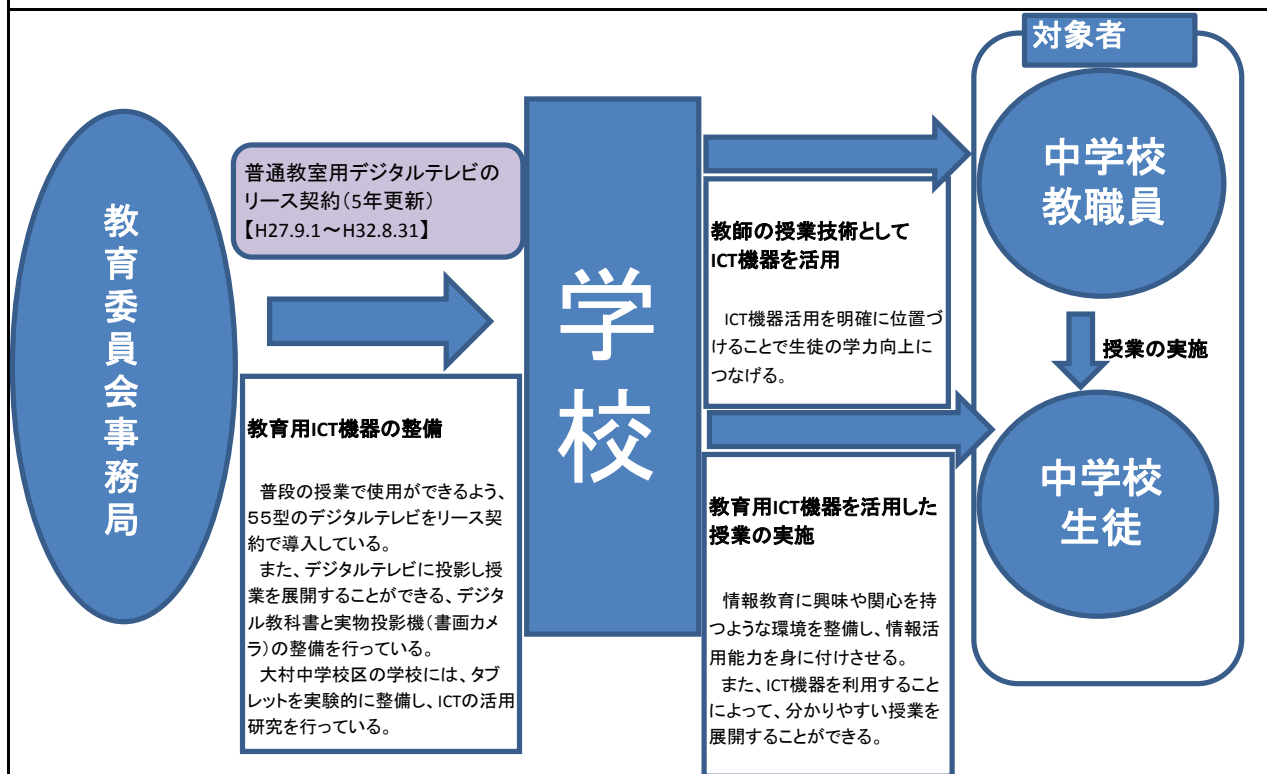 教育委員会事務局
普通教室用デジタルテレビの
リース契約(5年更新)
【H27.9.1～H32.8.31】
教育用ICT機器の整備
普段の授業で使用ができるよう、
５５型のデジタルテレビをリース契
約で導入している。
また、デジタルテレビに投影し授
業を展開することができる、デジタ
ル教科書と実物投影機(書画カメ
ラ)の整備を行っている。
大村中学校区の学校には、タブ
レットを実験的に整備し、ICTの活用
研究を行っている。
学校
教師の授業技術として
ICT機器を活用
ICT機器活用を明確に位置づ
けることで生徒の学力向上に
つなげる。
教育用ICT機器を活用した
授業の実施
情報教育に興味や関心を持
つような環境を整備し、情報活
用能力を身に付けさせる。
また、ICT機器を利用すること
によって、分かりやすい授業を
展開することができる。
対象者
中学校
教職員
授業の実施
中学校
生徒